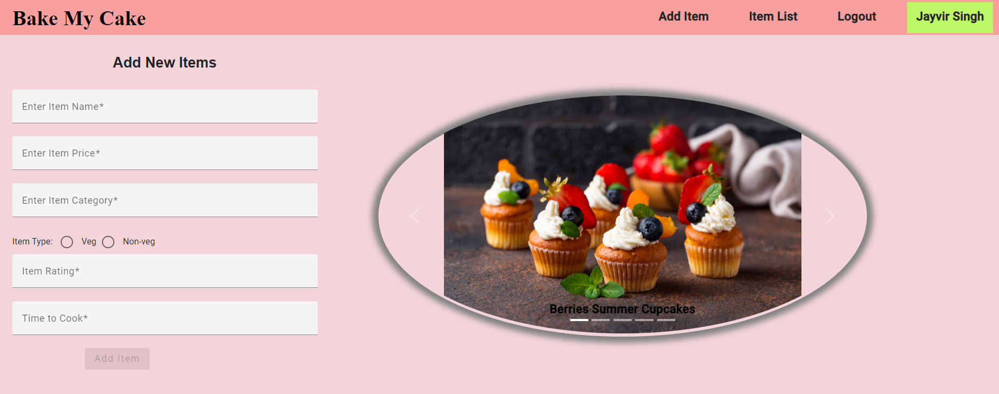 Bake My Cake
Add Item
Item List
Logout
Jayvir Singh
Add New Items
Enter Item Name*
Enter Item Price*
Enter Item Category*
Item Type: Veg Non-veg
Item Rating*
Time to Cook*
Add Item
Berries Summer Cupcakes